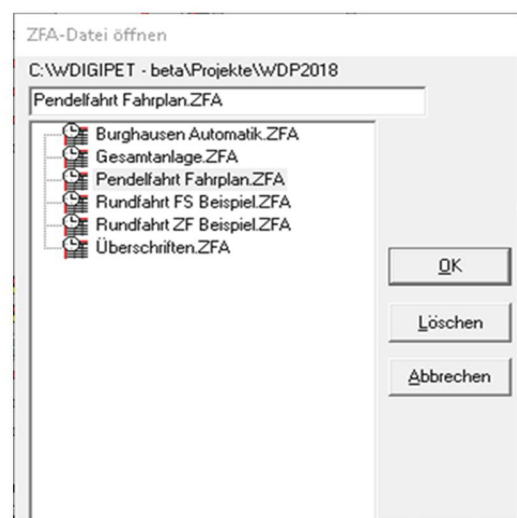 ZFA-Datei öffnen
C:\WDIGIPET - beta\Projekte\WDP2018
Pendelfahrt Fahrplan.ZFA
Burghausen Automatik.ZFA
Gesamtanlage.ZFA
Pendelfahrt Fahrplan.ZFA
Rundfahrt FS Beispiel.ZFA
Rundfahrt ZF Beispiel.ZFA
Überschriften.ZFA
OK
Löschen
Abbrechen